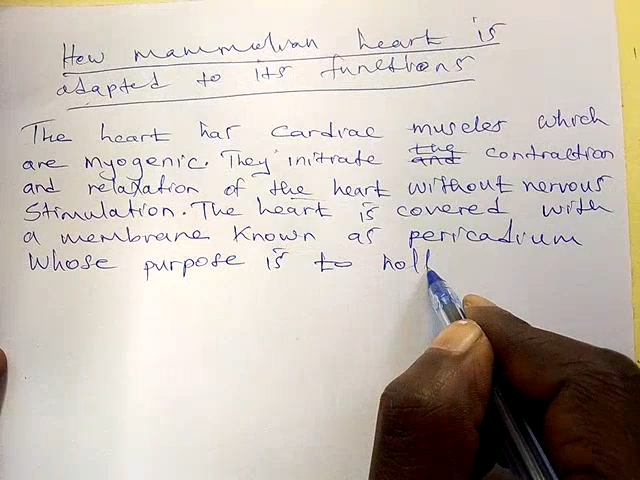 How mammalian heart is
adapted to its functions
The heart has cardiac muscles which
are myogenic. They initrate the contraction
and relaxation of the heart without nervous
Stimulation. The heart is covered with
a membrane known as pericadium
whose purpose is to